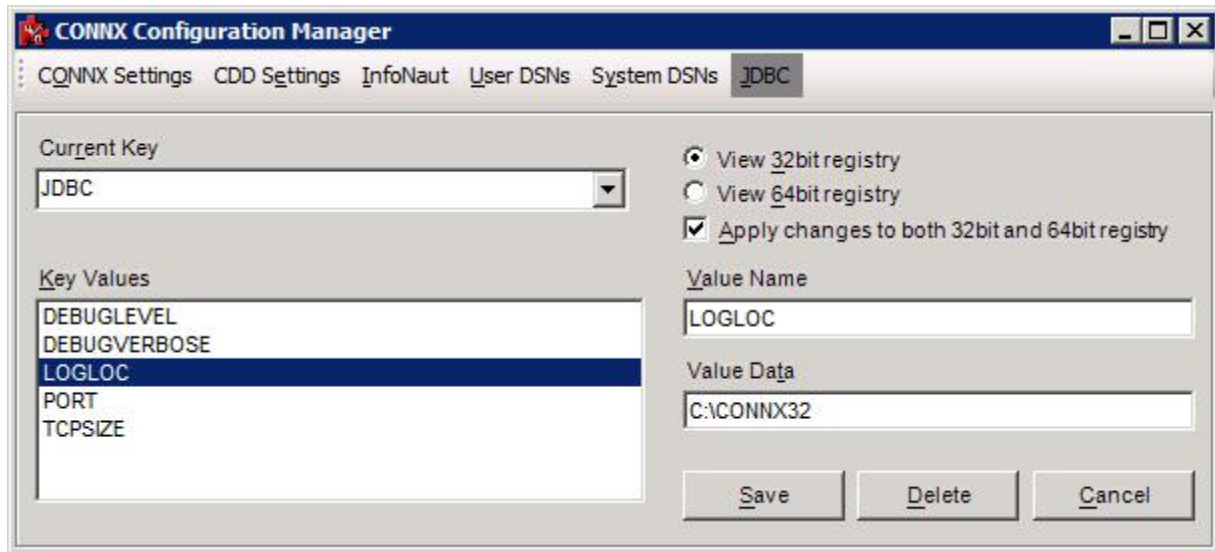 CONNX Configuration Manager
CONNX Settings CDD Settings InfoNaut User DSNs System DSNs JDBC
Current Key
JDBC
View 32bit registry
View 64bit registry
Apply changes to both 32bit and 64bit registry
Key Values
DEBUGLEVEL
DEBUGVERBOSE
LOGLOC
PORT
TCPSIZE
Value Name
LOGLOC
Value Data
C:\CONNX32
Save Delete Cancel